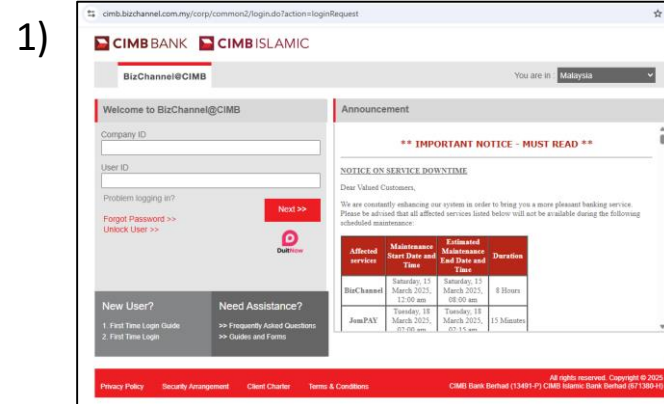 1)
cimb.bizchannel.com.my/corp/common2/login.do?action=loginRequest
CIMB BANK CIMB ISLAMIC
BizChannel@CIMB
You are in Malaysia
Welcome to BizChannel@CIMB
Company ID
User ID
Problem logging in?
Next >>
Forgot Password >>
Unlock User >>
DuitNow
New User?
1. First Time Login Guide
2. First Time Login
Need Assistance?
>> Frequently Asked Questions
>> Guides and Forms
Announcement
** IMPORTANT NOTICE - MUST READ **
NOTICE ON SERVICE DOWNTIME
Dear Valued Customers,
We are constantly enhancing our system in order to bring you a more pleasant banking service.
Please be advised that all affected services listed below will not be available during the following
scheduled maintenance:
Affected services Maintenance Start Date and Time Estimated Maintenance End Date and Time Duration
BizChannel Saturday, 15 March 2025, 12:00 am Saturday, 15 March 2025, 08:00 am 8 Hours
JomPAY Tuesday, 18 March 2025, 02:00 am Tuesday, 18 March 2025, 02:15 am 15 Minutes
Privacy Policy Security Arrangement Client Charter Terms & Conditions
All rights reserved. Copyright © 2025
CIMB Bank Berhad (13491-P) CIMB Islamic Bank Berhad (671380-H)